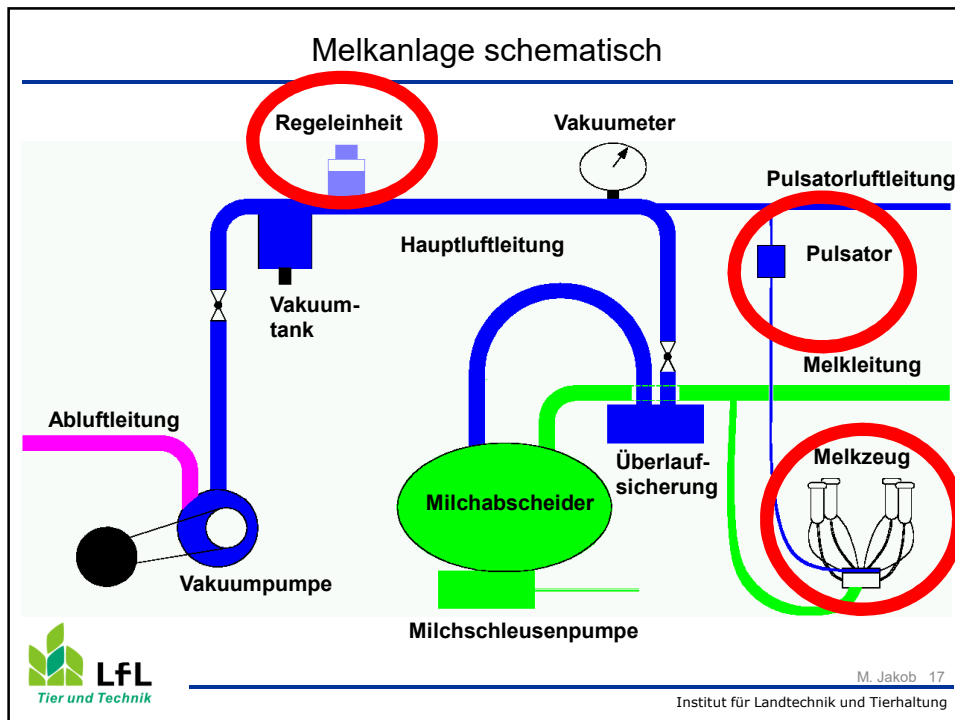 Melkanlage schematisch
Regeleinheit
Vakuumeter
Pulsatorluftleitung
Hauptluftleitung
Pulsator
Vakuum-
tank
Melkleitung
Abluftleitung
Überlauf-
sicherung
Melkzeug
Milchabscheider
Vakuumpumpe
Milchschleusenpumpe
LfL
Tier und Technik
M. Jakob 17
Institut für Landtechnik und Tierhaltung